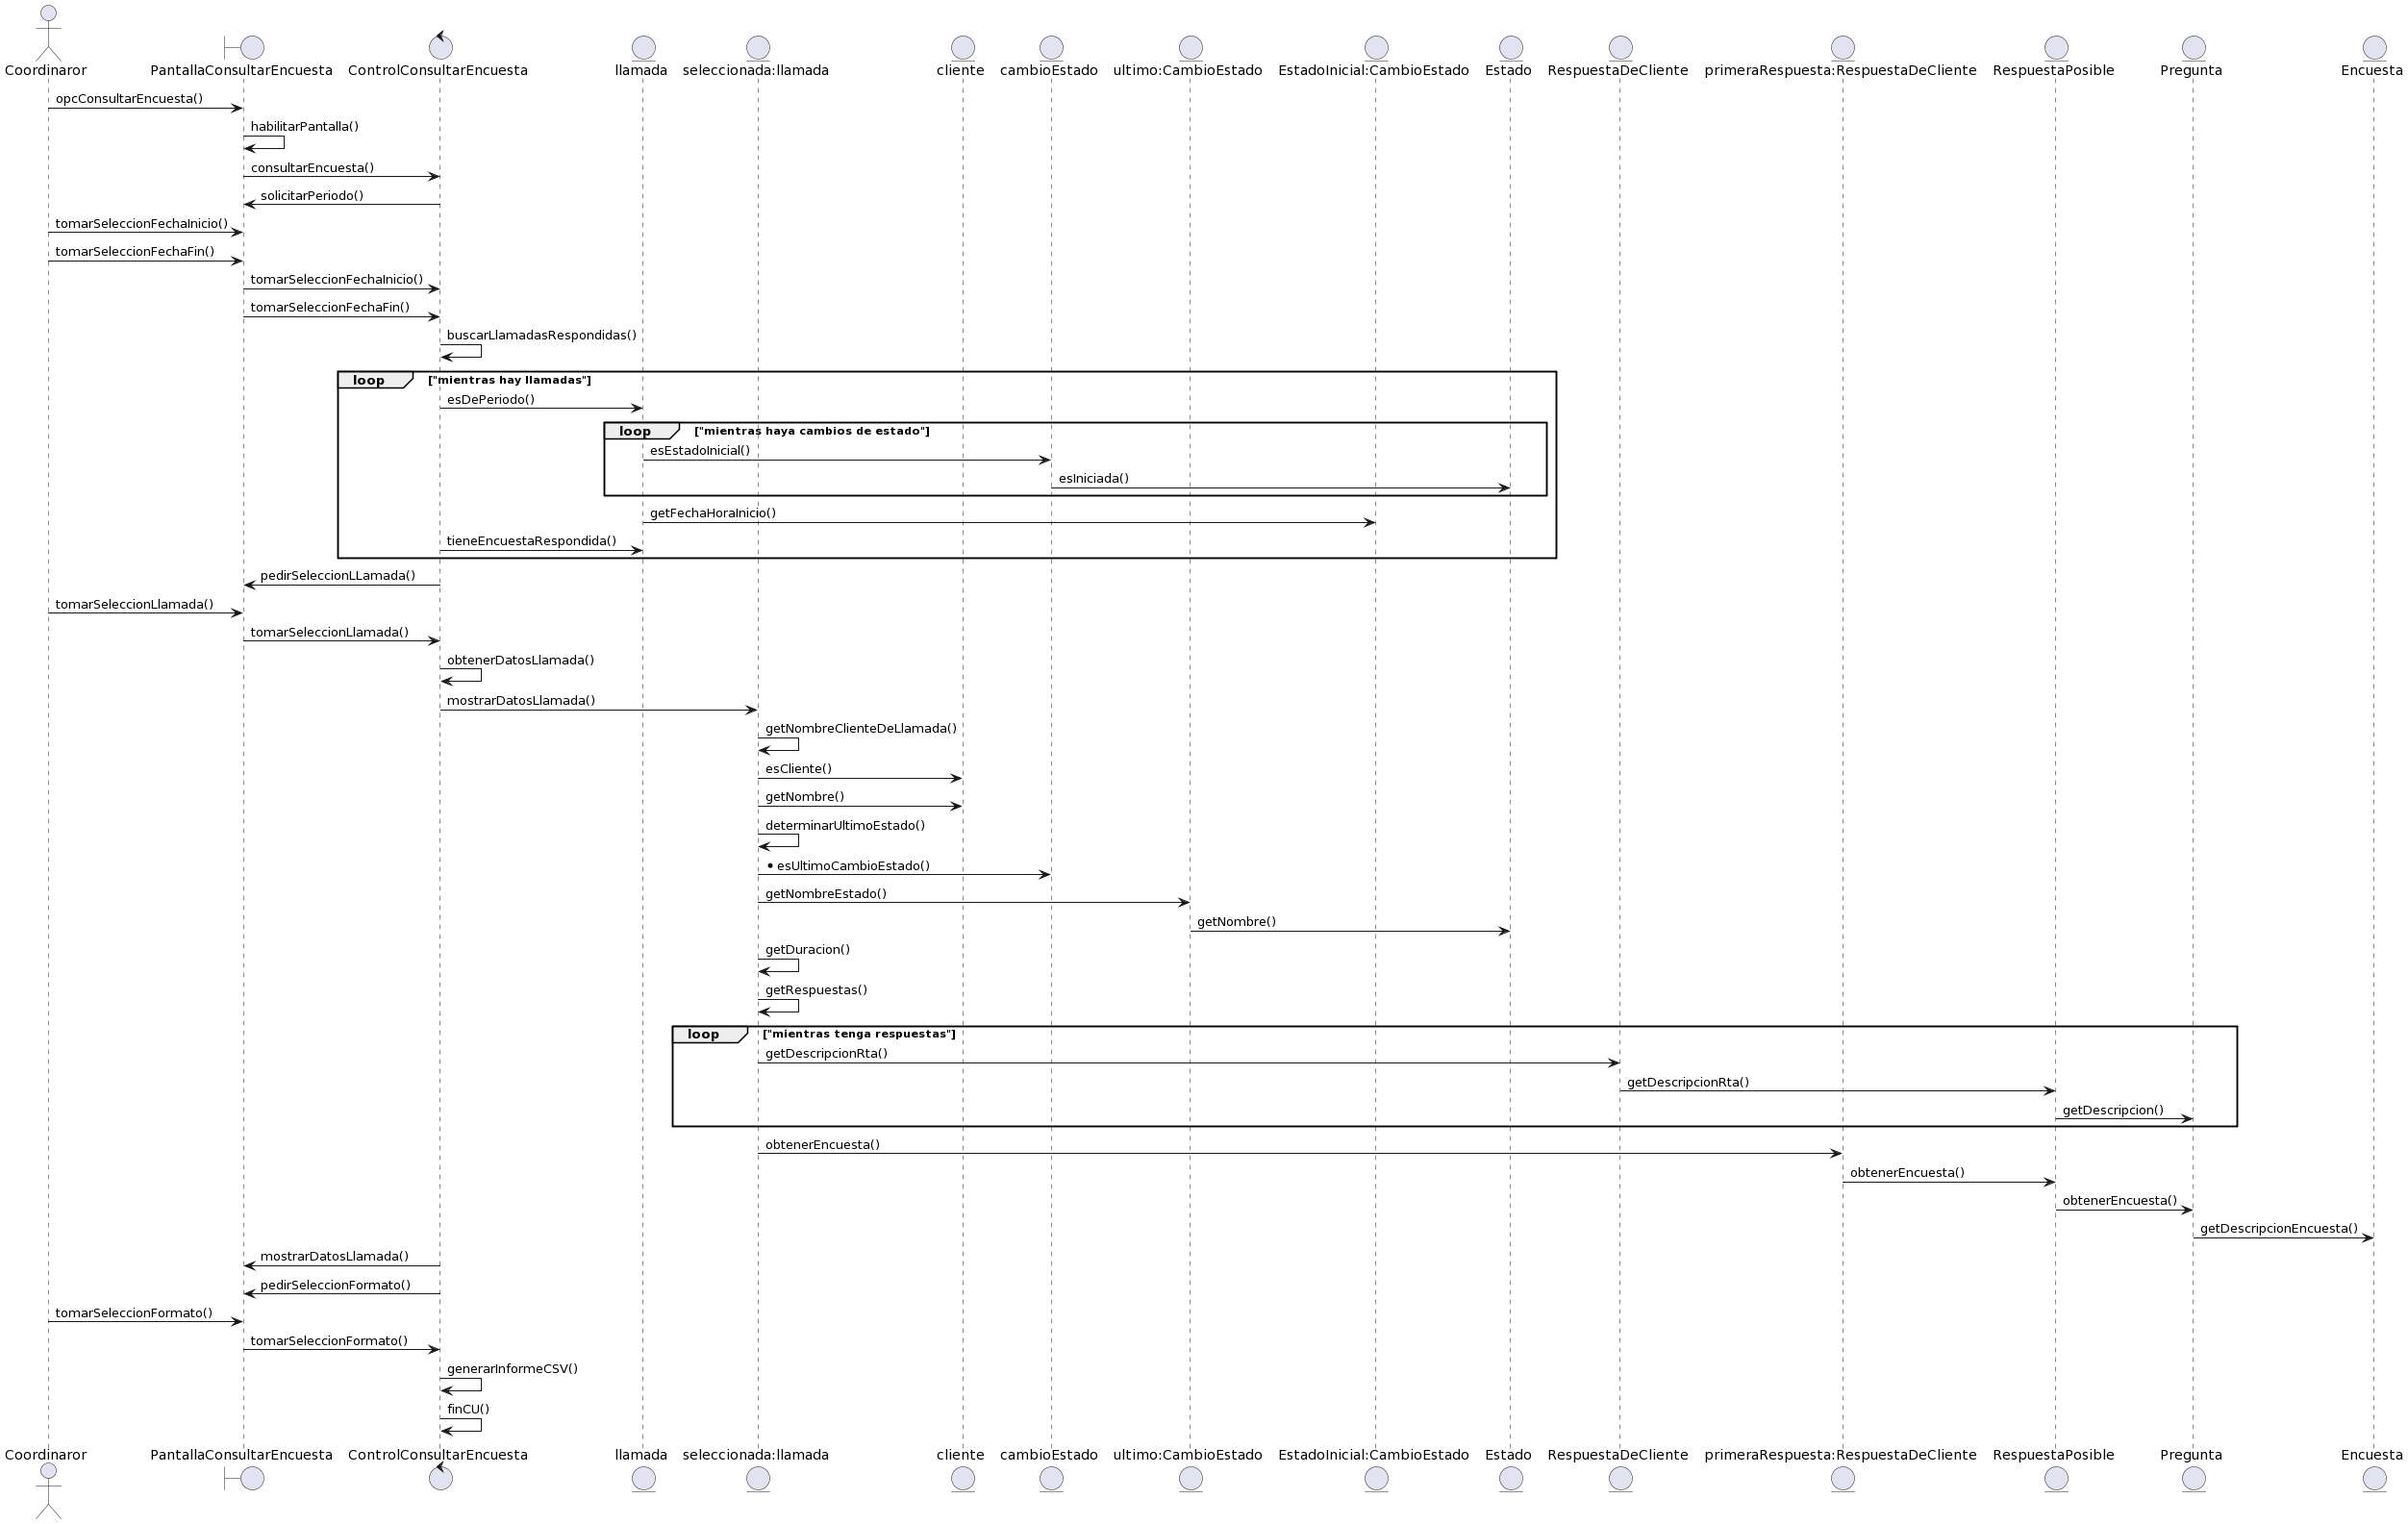 Coordinaror PantallaConsultarEncuesta ControlConsultarEncuesta llamada seleccionada:llamada cliente cambioEstado ultimo:CambioEstado EstadoInicial:CambioEstado Estado RespuestaDeCliente primeraRespuesta:RespuestaDeCliente RespuestaPosible Pregunta Encuesta
opcConsultarEncuesta()
habilitarPantalla()
consultarEncuesta()
solicitarPeriodo()
tomarSeleccionFechaInicio()
tomarSeleccionFechaFin()
tomarSeleccionFechaInicio()
tomarSeleccionFechaFin()
buscarLlamadasRespondidas()
loop ["mientras hay llamadas"]
esDePeriodo()
loop ["mientras haya cambios de estado"]
esEstadoInicial()
esIniciada()
getFechaHoraInicio()
tieneEncuestaRespondida()
pedirSeleccionLLamada()
tomarSeleccionLlamada()
tomarSeleccionLlamada()
obtenerDatosLlamada()
mostrarDatosLlamada()
getNombreClienteDeLlamada()
esCliente()
getNombre()
determinarUltimoEstado()
• esUltimoCambioEstado()
getNombreEstado()
getNombre()
getDuracion()
getRespuestas()
loop ["mientras tenga respuestas"]
getDescripcionRta()
getDescripcionRta()
getDescripcion()
obtenerEncuesta()
obtenerEncuesta()
obtenerEncuesta()
getDescripcionEncuesta()
mostrarDatosLlamada()
pedirSeleccionFormato()
tomarSeleccionFormato()
tomarSeleccionFormato()
generarInformeCSV()
finCU()
Coordinaror PantallaConsultarEncuesta ControlConsultarEncuesta llamada seleccionada:llamada cliente cambioEstado ultimo:CambioEstado EstadoInicial:CambioEstado Estado RespuestaDeCliente primeraRespuesta:RespuestaDeCliente RespuestaPosible Pregunta Encuesta